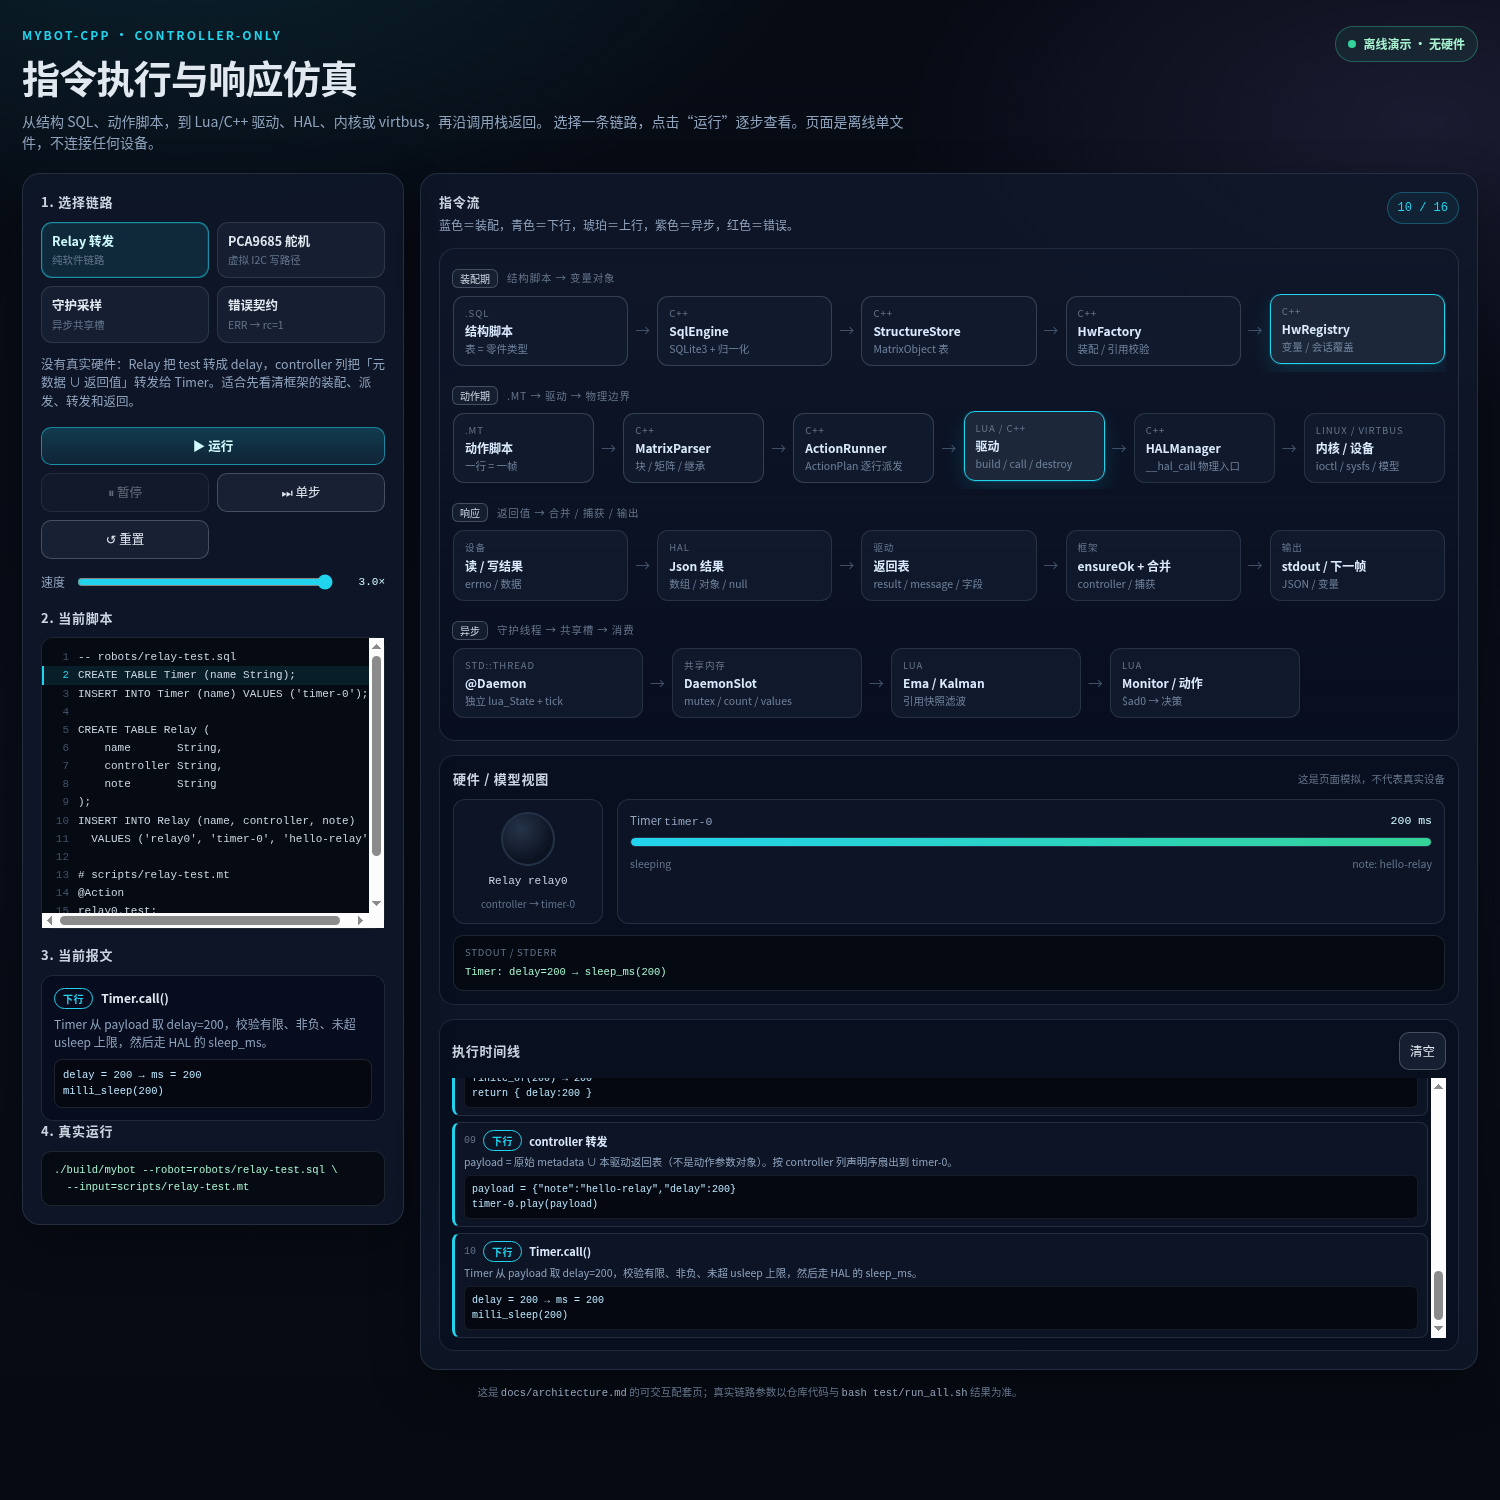 MYBOT-CPP · CONTROLLER-ONLY
指令执行与响应仿真
从结构 SQL、动作脚本，到 Lua/C++ 驱动、HAL、内核或 virtbus，再沿调用栈返回。 选择一条链路，点击“运行”逐步查看。页面是离线单文
件，不连接任何设备。
离线演示 · 无硬件
1. 选择链路
Relay 转发
纯软件链路
PCA9685 舵机
虚拟 I2C 写路径
守护采样
异步共享槽
错误契约
ERR → rc=1
没有真实硬件：Relay 把 test 转成 delay，controller 列把「元
数据 ∪ 返回值」转发给 Timer。适合先看清框架的装配、派
发、转发和返回。
▶ 运行
⏸ 暂停
⏭ 单步
↺ 重置
速度
3.0×
2. 当前脚本
1 -- robots/relay-test.sql
2 CREATE TABLE Timer (name String);
3 INSERT INTO Timer (name) VALUES ('timer-0');
4
5 CREATE TABLE Relay (
6 name String,
7 controller String,
8 note String
9 );
10 INSERT INTO Relay (name, controller, note)
11 VALUES ('relay0', 'timer-0', 'hello-relay'
12
13 # scripts/relay-test.mt
14 @Action
15 relay0.test:
3. 当前报文
下行 Timer.call()
Timer 从 payload 取 delay=200，校验有限、非负、未超
usleep 上限，然后走 HAL 的 sleep_ms。
delay = 200 → ms = 200
milli_sleep(200)
4. 真实运行
./build/mybot --robot=robots/relay-test.sql \
--input=scripts/relay-test.mt
指令流
蓝色＝装配，青色＝下行，琥珀＝上行，紫色＝异步，红色＝错误。
10 / 16
装配期 结构脚本 → 变量对象
.SQL
结构脚本
表 = 零件类型
→
C++
SqlEngine
SQLite3 + 归一化
→
C++
StructureStore
MatrixObject 表
→
C++
HwFactory
装配 / 引用校验
→
C++
HwRegistry
变量 / 会话覆盖
动作期 .MT → 驱动 → 物理边界
.MT
动作脚本
一行 = 一帧
→
C++
MatrixParser
块 / 矩阵 / 继承
→
C++
ActionRunner
ActionPlan 逐行派发
→
LUA / C++
驱动
build / call / destroy
→
C++
HALManager
__hal_call 物理入口
→
LINUX / VIRTBUS
内核 / 设备
ioctl / sysfs / 模型
响应 返回值 → 合并 / 捕获 / 输出
设备
读 / 写结果
errno / 数据
→
HAL
Json 结果
数组 / 对象 / null
→
驱动
返回表
result / message / 字段
→
框架
ensureOk + 合并
controller / 捕获
→
输出
stdout / 下一帧
JSON / 变量
异步 守护线程 → 共享槽 → 消费
STD::THREAD
@Daemon
独立 lua_State + tick
→
共享内存
DaemonSlot
mutex / count / values
→
LUA
Ema / Kalman
引用快照滤波
→
LUA
Monitor / 动作
$ad0 → 决策
硬件 / 模型视图
这是页面模拟，不代表真实设备
Relay relay0
controller → timer-0
Timer timer-0
200 ms
sleeping
note: hello-relay
STDOUT / STDERR
Timer: delay=200 → sleep_ms(200)
执行时间线
清空
finite_or(200) → 200
return { delay:200 }
09 下行 controller 转发
payload = 原始 metadata ∪ 本驱动返回表（不是动作参数对象）。按 controller 列声明序扇出到 timer-0。
payload = {"note":"hello-relay","delay":200}
timer-0.play(payload)
10 下行 Timer.call()
Timer 从 payload 取 delay=200，校验有限、非负、未超 usleep 上限，然后走 HAL 的 sleep_ms。
delay = 200 → ms = 200
milli_sleep(200)
这是 docs/architecture.md 的可交互配套页；真实链路参数以仓库代码与 bash test/run_all.sh 结果为准。